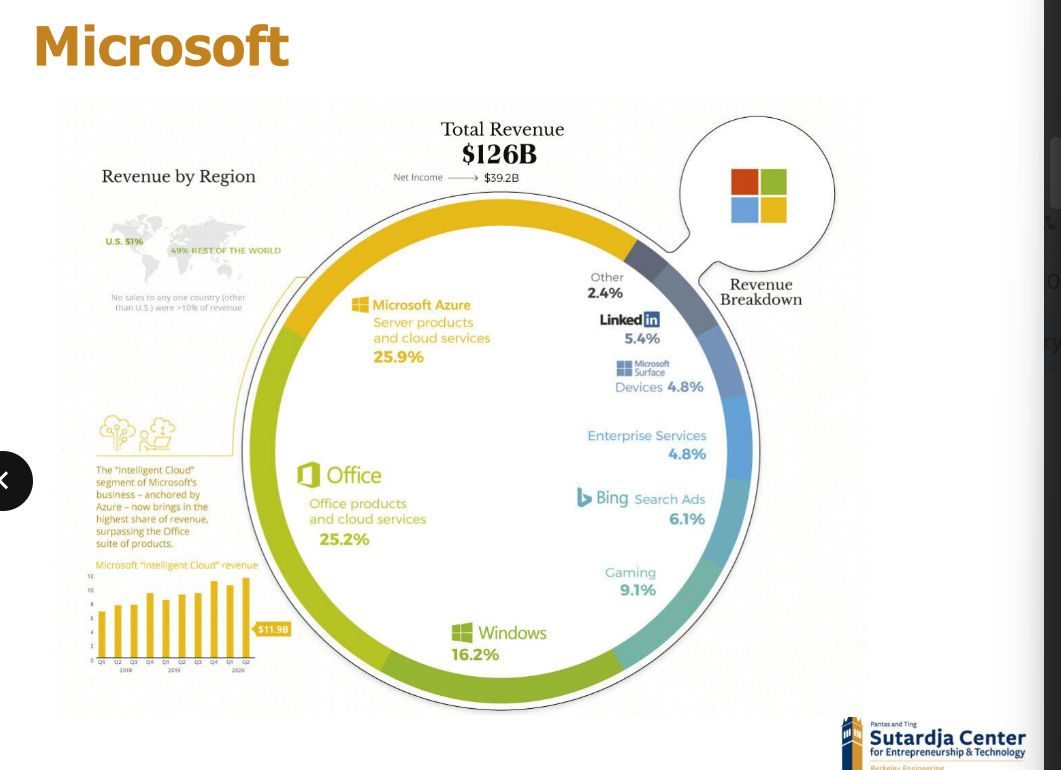 Microsoft
Total Revenue
$126B
Net Income
$39.2B
Revenue by Region
U.S. 51%
49% REST OF THE WORLD
No sales to any one country (other
than U.S.) were >10% of revenue
Revenue
Breakdown
Other
2.4%
Linked in
5.4%
Microsoft
Surface
Devices 4.8%
Enterprise Services
4.8%
Bing Search Ads
6.1%
Gaming
9.1%
Windows
16.2%
Office
Office products
and cloud services
25.2%
Microsoft Azure
Server products
and cloud services
25.9%
The "Intelligent Cloud"
segment of Microsoft's
business – anchored by
Azure – now brings in the
highest share of revenue,
surpassing the Office
suite of products.
Microsoft "Intelligent Cloud" revenue
12
10
8
6
4
2
0
Q1 Q2 Q3 Q4 Q1 Q2 Q3 Q4 Q1 Q2
2018 2019 2020
$11.9B
Pantas and Ting
Sutardja Center
for Entrepreneurship & Technology
Berkeley Engineering